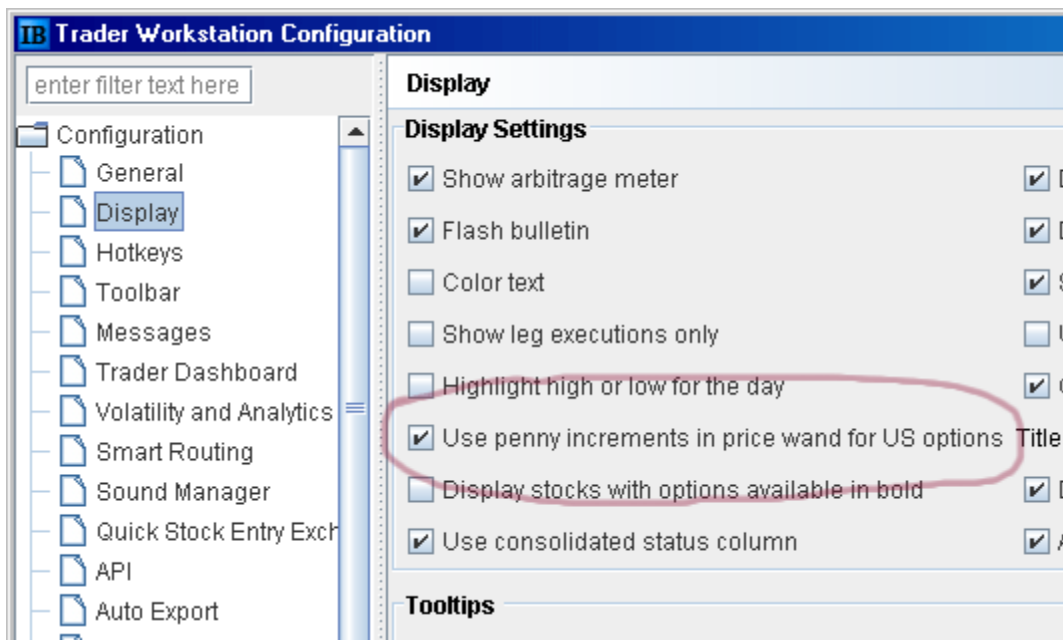 IB Trader Workstation Configuration
enter filter text here
Configuration
General
Display
Hotkeys
Toolbar
Messages
Trader Dashboard
Volatility and Analytics
Smart Routing
Sound Manager
Quick Stock Entry Exch
API
Auto Export
Display
Display Settings
Show arbitrage meter
Flash bulletin
Color text
Show leg executions only
Highlight high or low for the day
Use penny increments in price wand for US options
Title
Display stocks with options available in bold
Use consolidated status column
Tooltips